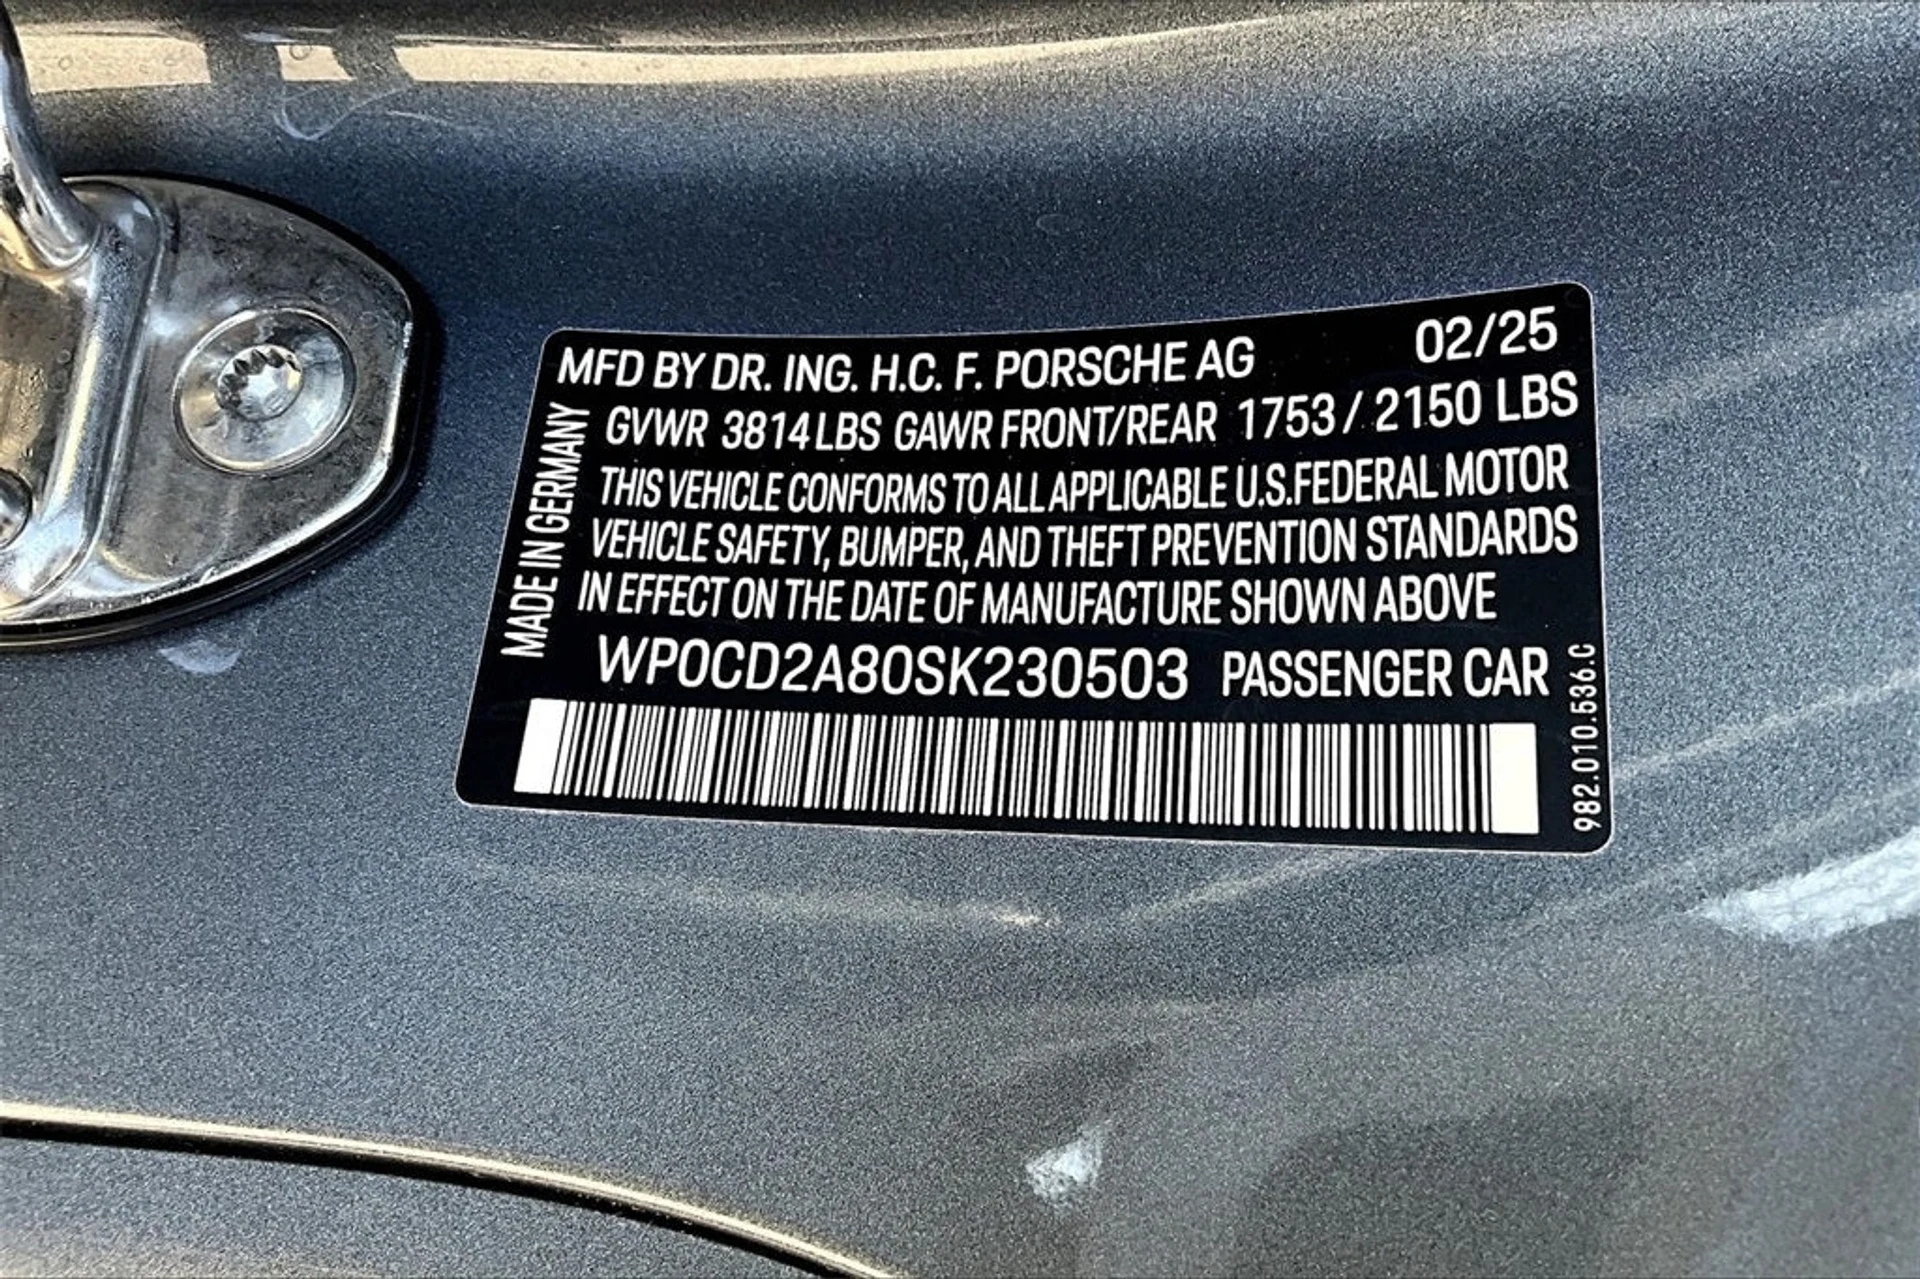 MFD BY DR. ING. H.C. F. PORSCHE AG 02/25
GVWR 3814 LBS GAWR FRONT/REAR 1753 / 2150 LBS
THIS VEHICLE CONFORMS TO ALL APPLICABLE U.S.FEDERAL MOTOR
VEHICLE SAFETY, BUMPER, AND THEFT PREVENTION STANDARDS
IN EFFECT ON THE DATE OF MANUFACTURE SHOWN ABOVE
WP0CD2A80SK230503 PASSENGER CAR
MADE IN GERMANY
982.010.536.C